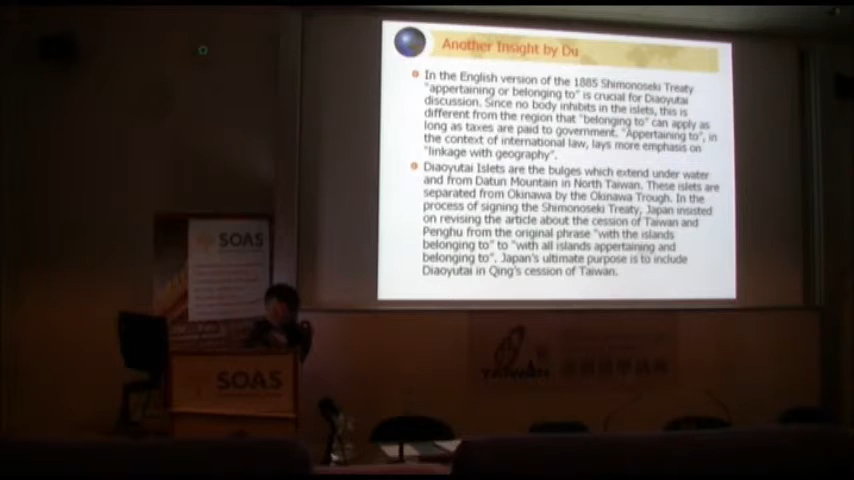 Another Insight by Du
In the English version of the 1885 Shimonoseki Treaty
"appertaining or belonging to" is crucial for Diaoyutai
discussion. Since no body inhibits in the islets, this is
different from the region that "belonging to" can apply as
long as taxes are paid to government. "Appertaining to", in
the context of international law, lays more emphasis on
"linkage with geography".
Diaoyutai Islets are the bulges which extend under water
and from Datun Mountain in North Taiwan. These islets are
separated from Okinawa by the Okinawa Trough. In the
process of signing the Shimonoseki Treaty, Japan insisted
on revising the article about the cession of Taiwan and
Penghu from the original phrase "with the islands
belonging to" to "with all islands appertaining and
belonging to". Japan's ultimate purpose is to include
Diaoyutai in Qing's cession of Taiwan.
SOAS
SOAS
TAIWAN